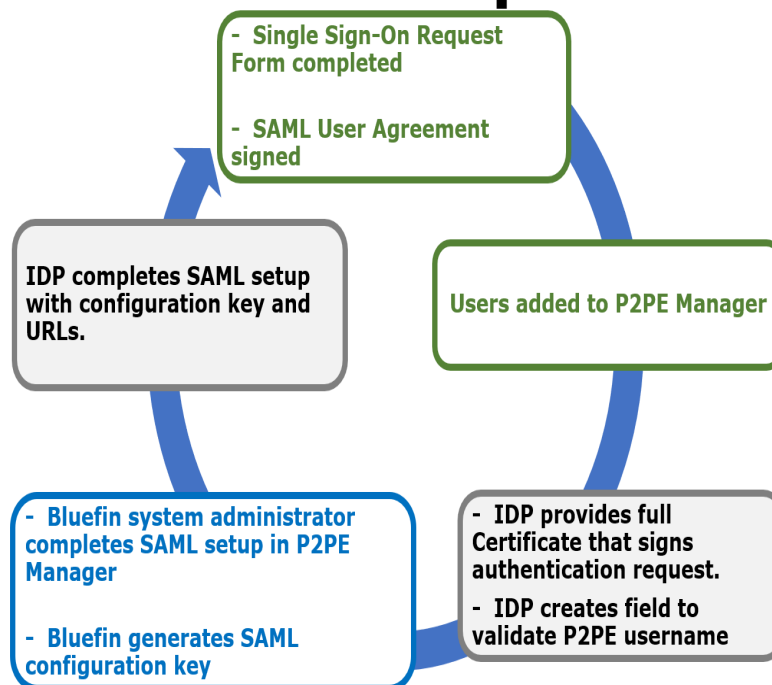 - Single Sign-On Request
Form completed
- SAML User Agreement
signed
Users added to P2PE Manager
- IDP provides full
Certificate that signs
authentication request.
- IDP creates field to
validate P2PE username
- Bluefin system administrator
completes SAML setup in P2PE
Manager
- Bluefin generates SAML
configuration key
IDP completes SAML setup
with configuration key and
URLs.